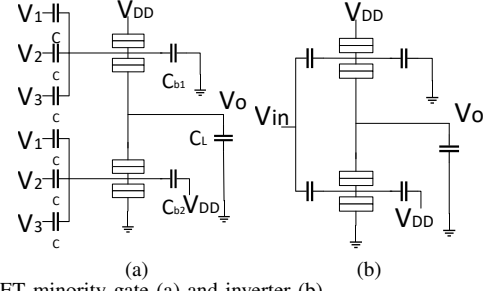 V1
C
V2
C
V3
C
VDD
Cb1
Vo
CL
V1
C
V2
C
V3
C
Cb2
VDD
(a)
VDD
Vin
Vo
VDD
(b)
ET minority gate (a) and inverter (b)